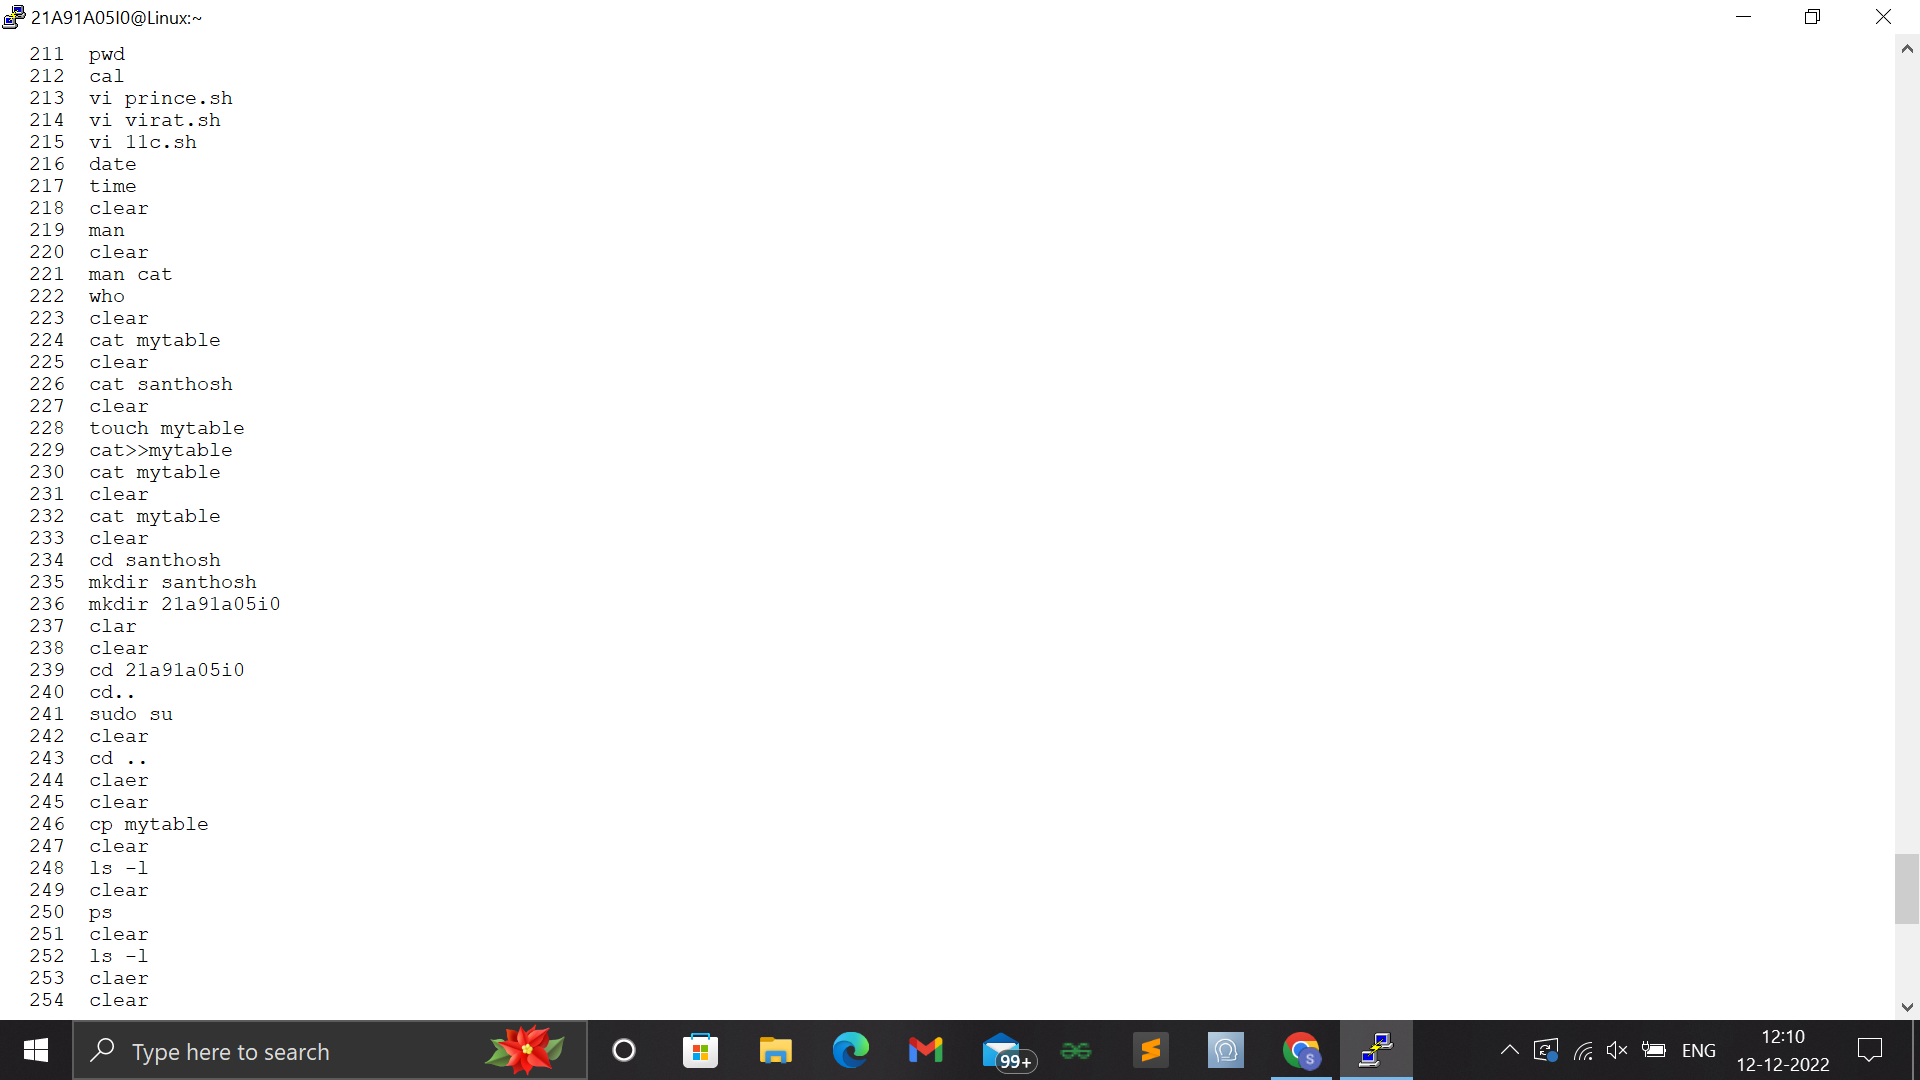 21A91A05I0@Linux:~
211 pwd
212 cal
213 vi prince.sh
214 vi virat.sh
215 vi 11c.sh
216 date
217 time
218 clear
219 man
220 clear
221 man cat
222 who
223 clear
224 cat mytable
225 clear
226 cat santhosh
227 clear
228 touch mytable
229 cat>>mytable
230 cat mytable
231 clear
232 cat mytable
233 clear
234 cd santhosh
235 mkdir santhosh
236 mkdir 21a91a05i0
237 clar
238 clear
239 cd 21a91a05i0
240 cd..
241 sudo su
242 clear
243 cd ..
244 claer
245 clear
246 cp mytable
247 clear
248 ls -l
249 clear
250 ps
251 clear
252 ls -l
253 claer
254 clear
Type here to search
99+
S
ENG
12:10
12-12-2022